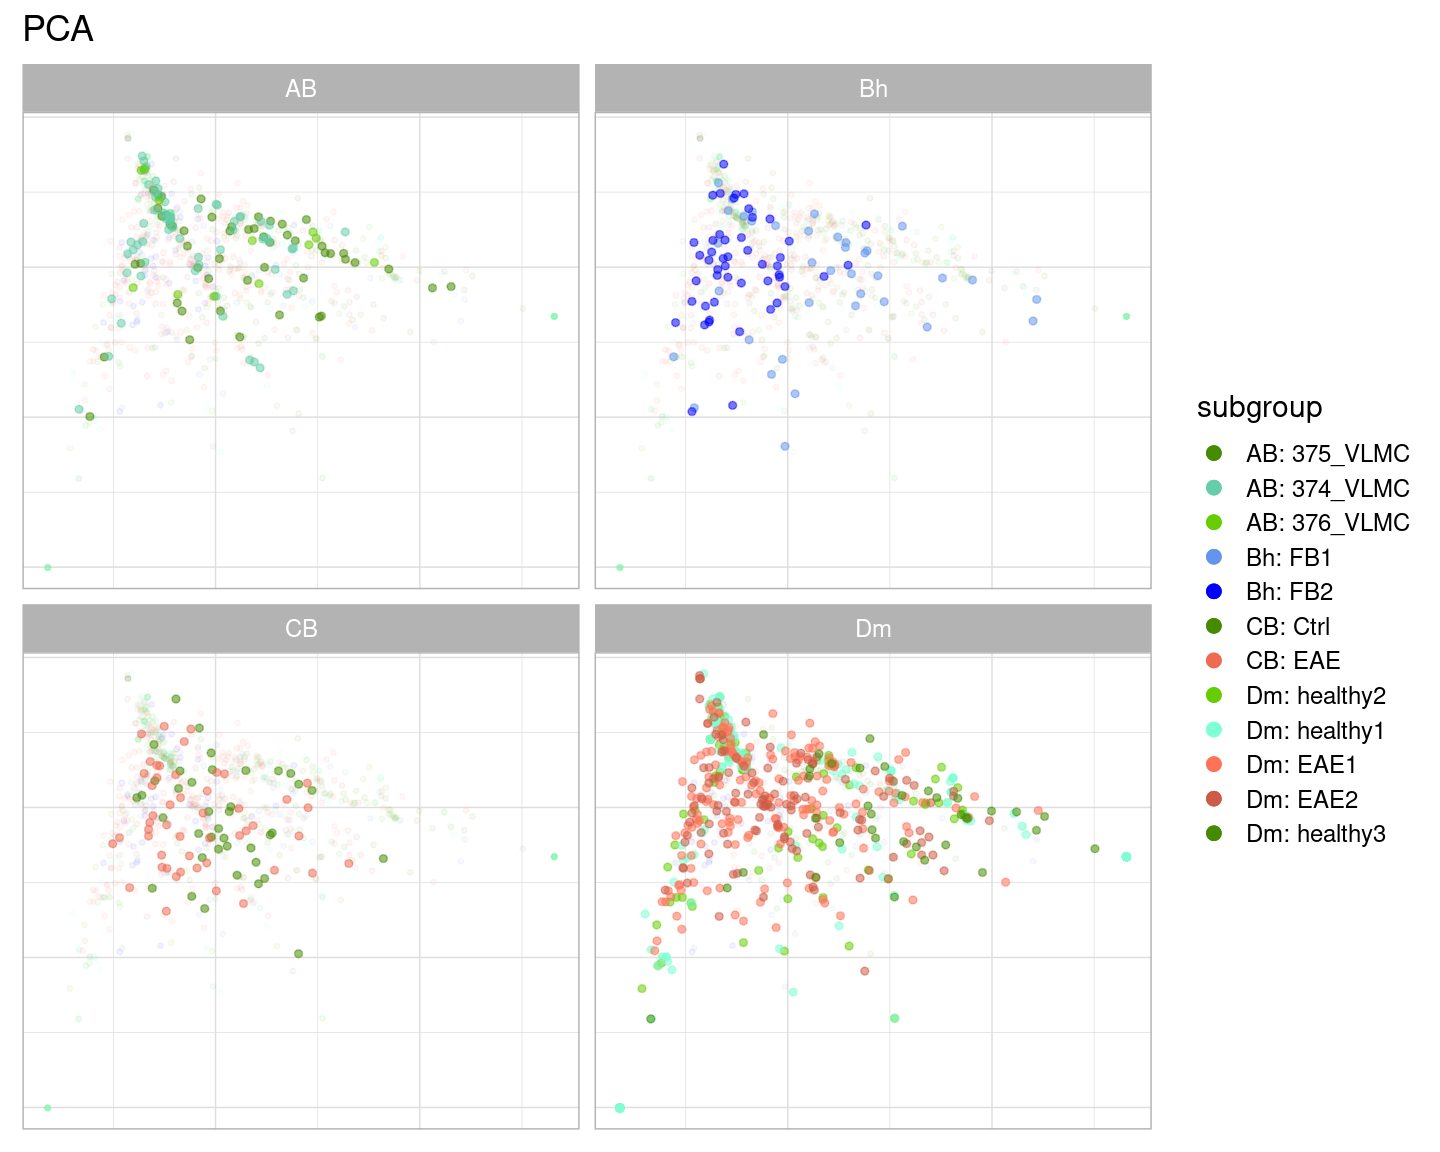 PCA
AB
Bh
CB
Dm
subgroup
AB: 375_VLMC
AB: 374_VLMC
AB: 376_VLMC
Bh: FB1
Bh: FB2
CB: Ctrl
CB: EAE
Dm: healthy2
Dm: healthy1
Dm: EAE1
Dm: EAE2
Dm: healthy3